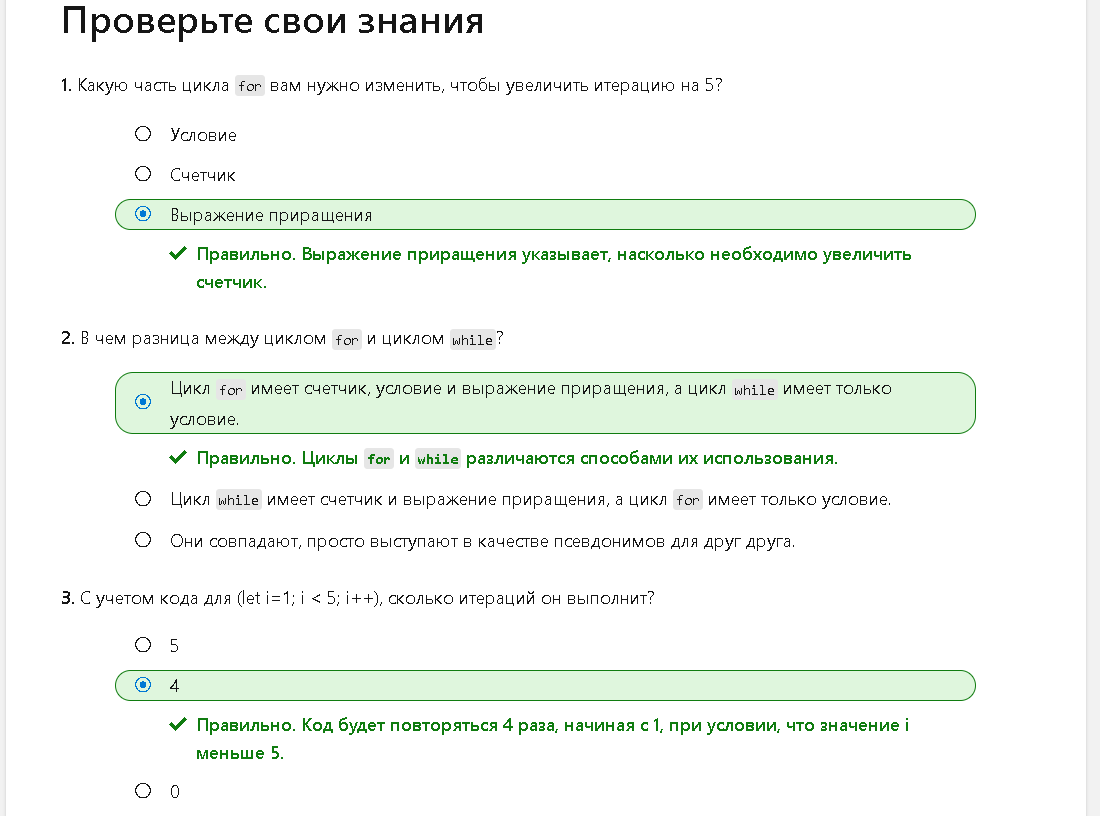 Проверьте свои знания
1. Какую часть цикла for вам нужно изменить, чтобы увеличить итерацию на 5?
Условие
Счетчик
Выражение приращения
Правильно. Выражение приращения указывает, насколько необходимо увеличить
счетчик.
2. В чем разница между циклом for и циклом while?
Цикл for имеет счетчик, условие и выражение приращения, а цикл while имеет только
условие.
Правильно. Циклы for и while различаются способами их использования.
Цикл while имеет счетчик и выражение приращения, а цикл for имеет только условие.
Они совпадают, просто выступают в качестве псевдонимов для друг друга.
3. С учетом кода для (let i=1; i < 5; i++), сколько итераций он выполнит?
5
4
Правильно. Код будет повторяться 4 раза, начиная с 1, при условии, что значение i
меньше 5.
0